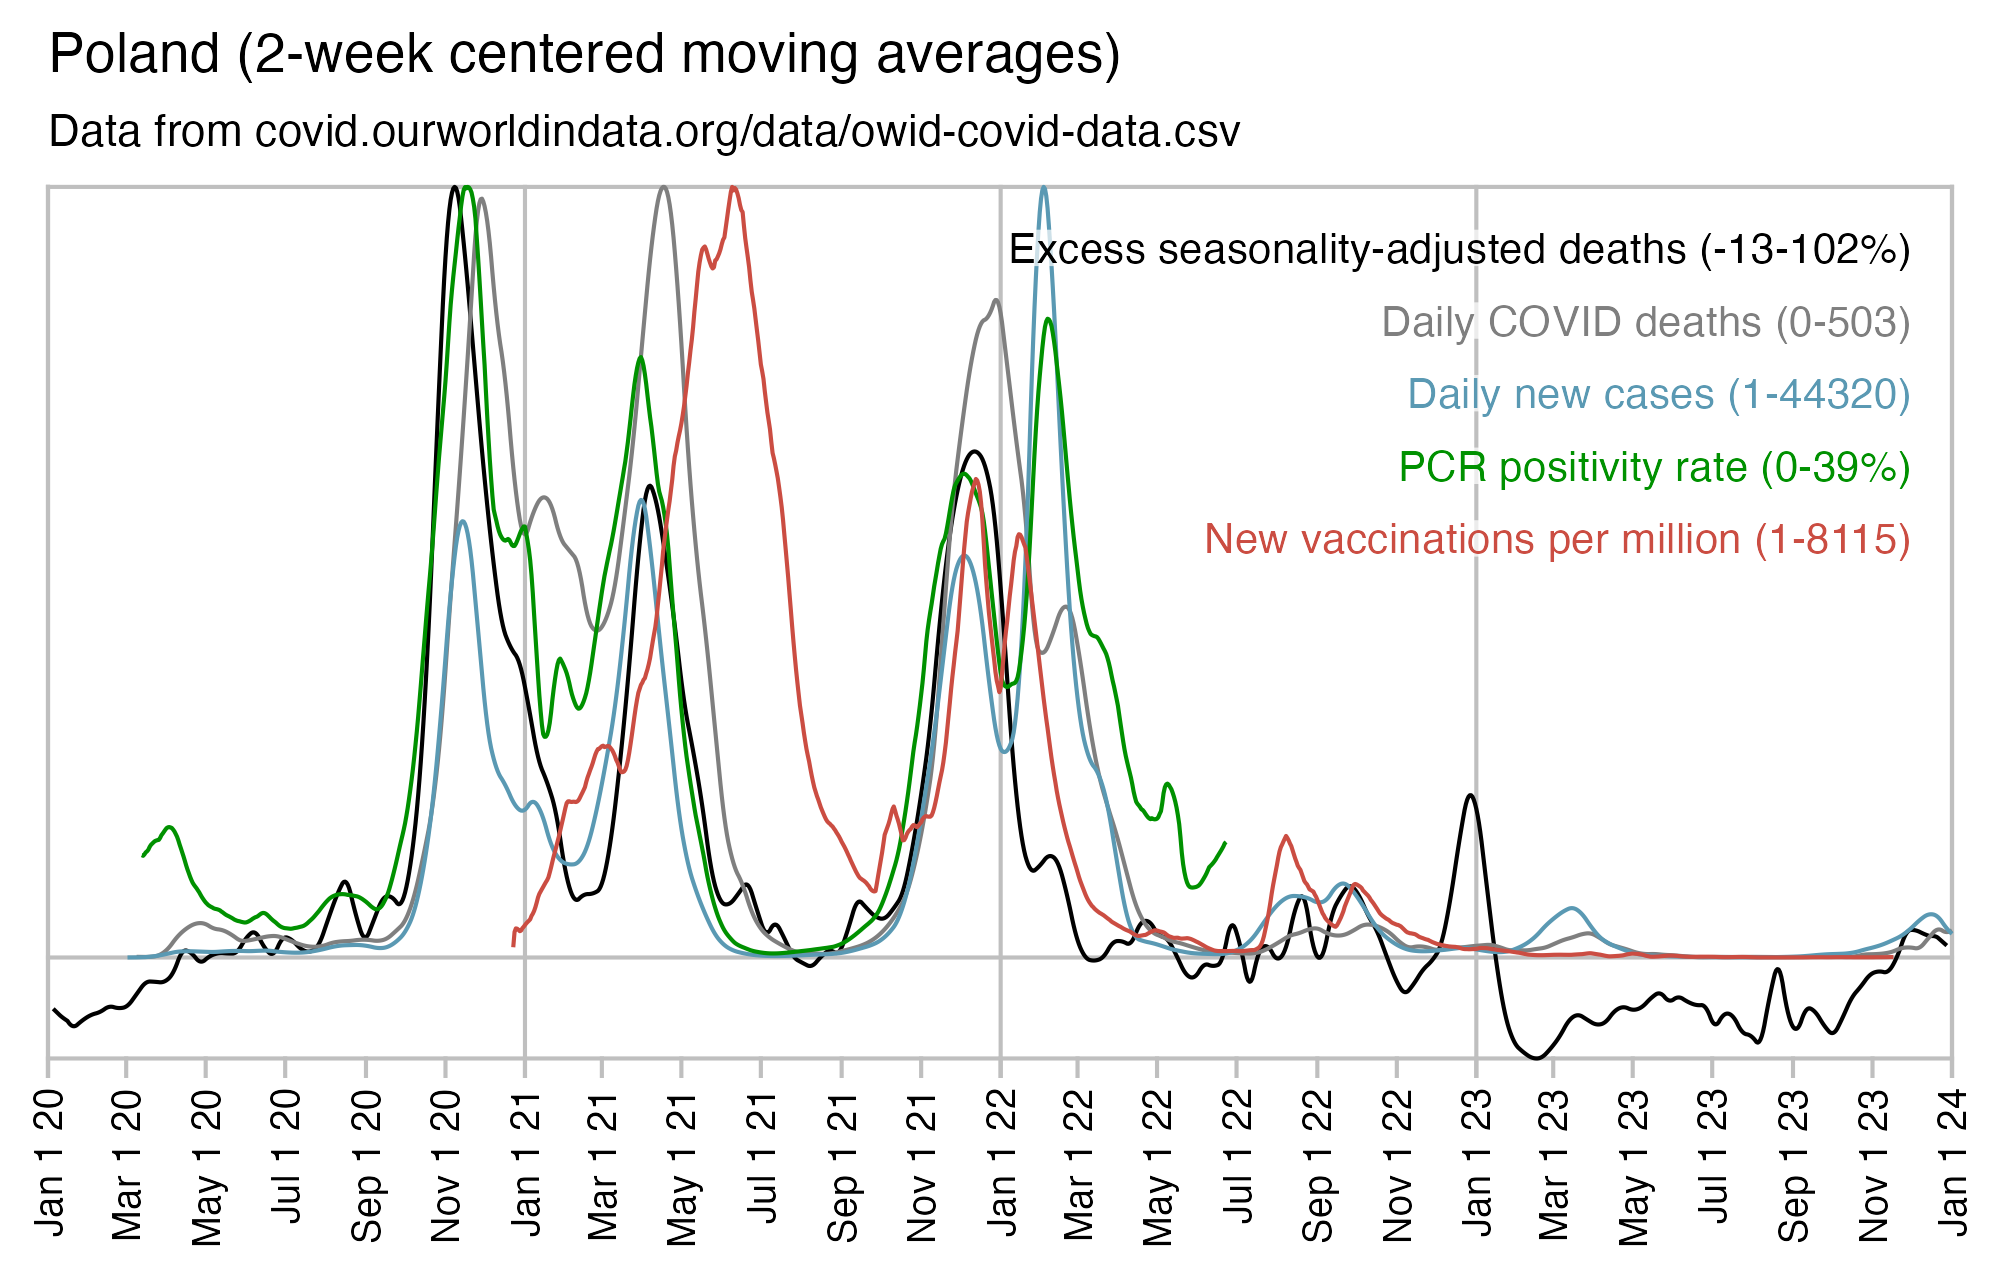 Poland (2-week centered moving averages)
Data from covid.ourworldindata.org/data/owid-covid-data.csv
Excess seasonality-adjusted deaths (-13-102%)
Daily COVID deaths (0-503)
Daily new cases (1-44320)
PCR positivity rate (0-39%)
New vaccinations per million (1-8115)
Jan 1 20
Mar 1 20
May 1 20
Jul 1 20
Sep 1 20
Nov 1 20
Jan 1 21
Mar 1 21
May 1 21
Jul 1 21
Sep 1 21
Nov 1 21
Jan 1 22
Mar 1 22
May 1 22
Jul 1 22
Sep 1 22
Nov 1 22
Jan 1 23
Mar 1 23
May 1 23
Jul 1 23
Sep 1 23
Nov 1 23
Jan 1 24